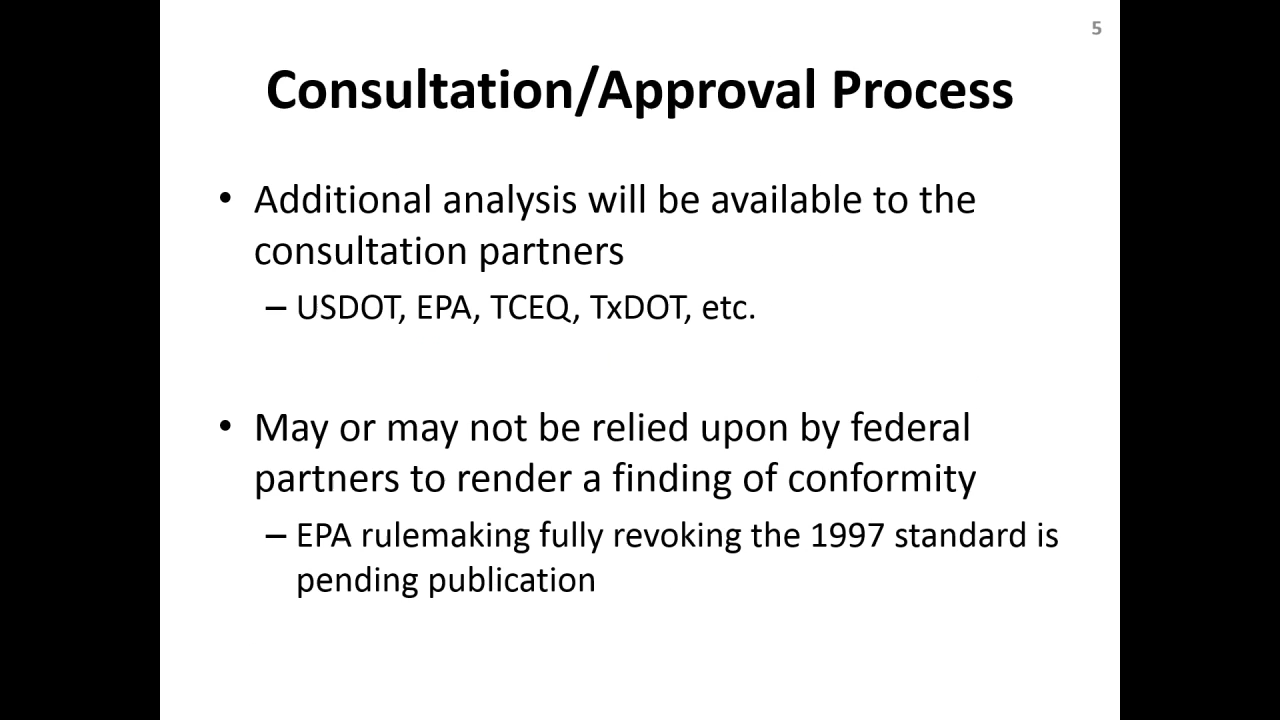 5
Consultation/Approval Process
• Additional analysis will be available to the
consultation partners
– USDOT, EPA, TCEQ, TxDOT, etc.
• May or may not be relied upon by federal
partners to render a finding of conformity
– EPA rulemaking fully revoking the 1997 standard is
pending publication